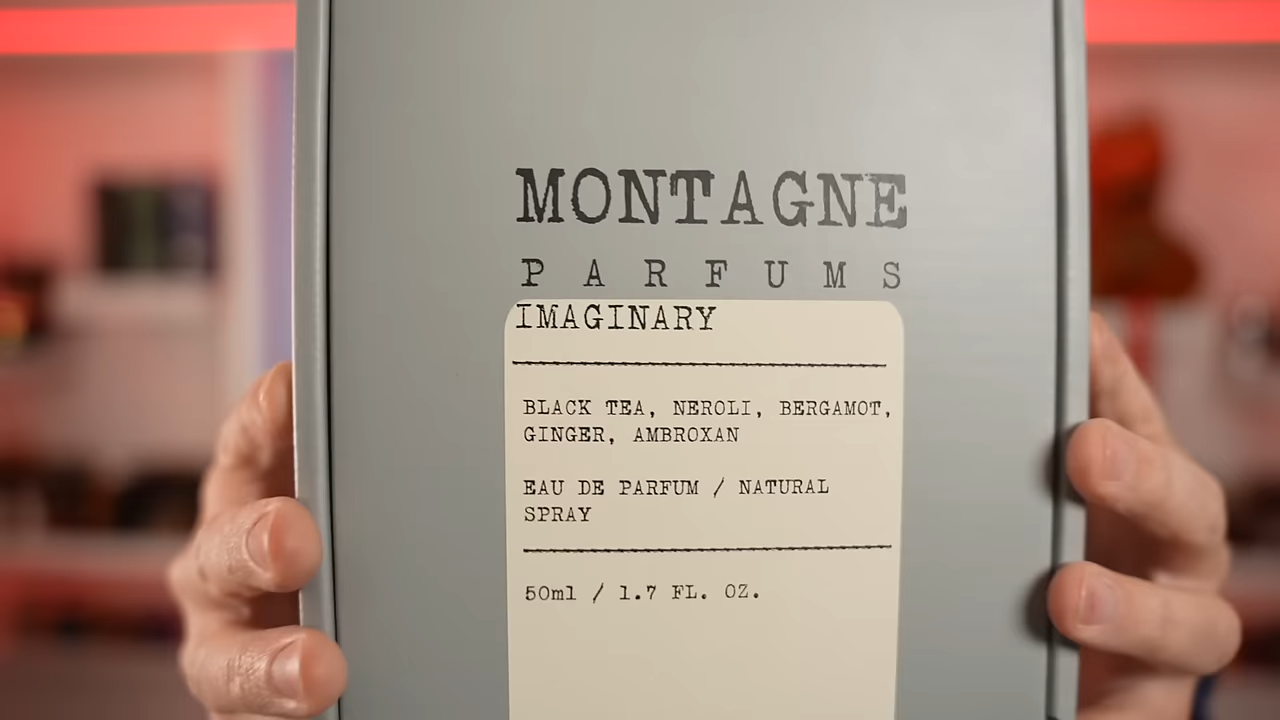 MONTAGNE
PARFUMS
IMAGINARY
BLACK TEA, NEROLI, BERGAMOT,
GINGER, AMBROXAN
EAU DE PARFUM / NATURAL
SPRAY
50ml / 1.7 FL. OZ.